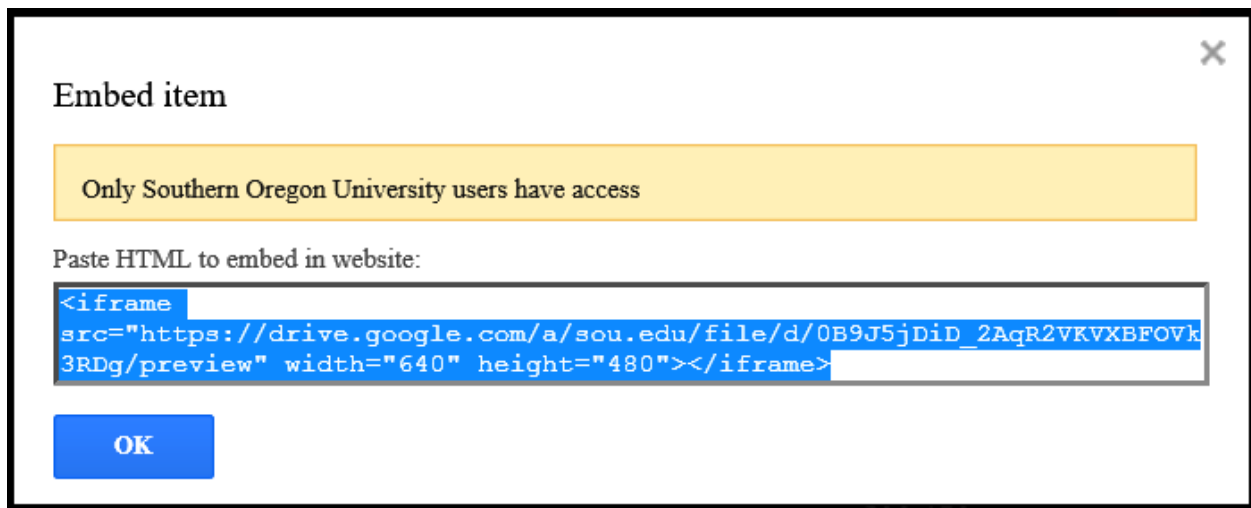 Embed item
Only Southern Oregon University users have access
Paste HTML to embed in website:
<iframe
src="https://drive.google.com/a/sou.edu/file/d/0B9J5jDiD_2AqR2VKVXBFOVk
3RDg/preview" width="640" height="480"></iframe>
OK